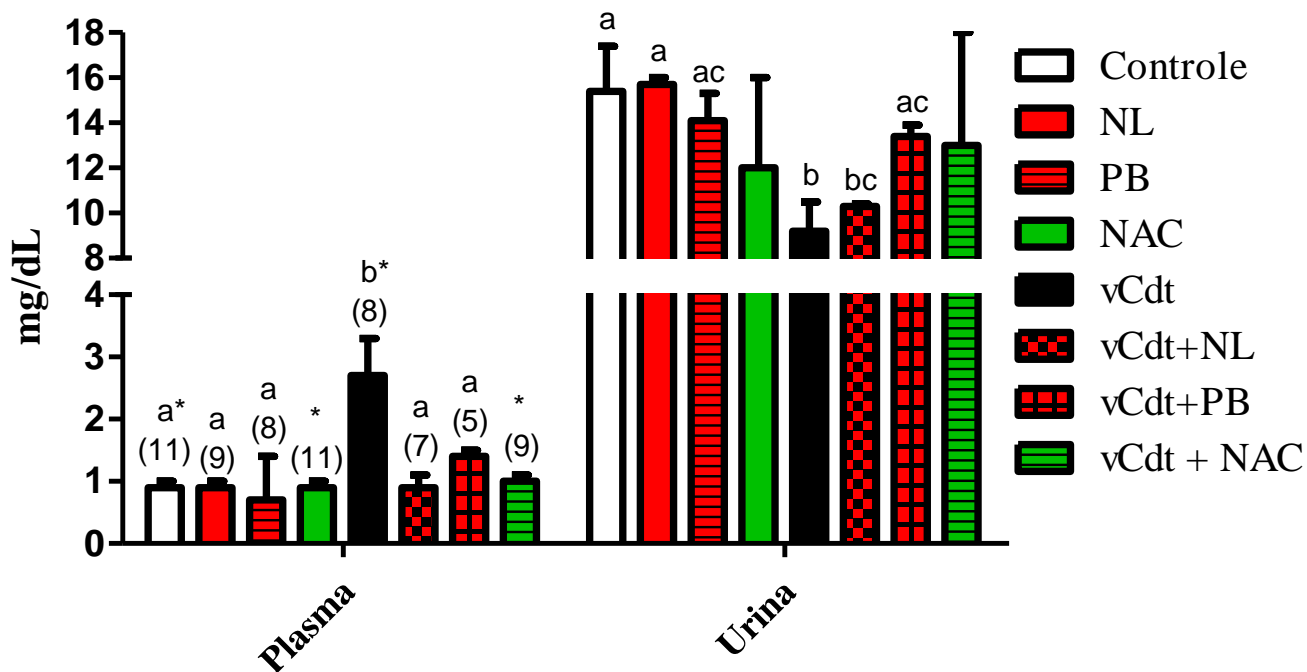 mg/dL
18
16
14
12
10
8
4
3
2
1
0
a*
(11)
a
(9)
a
(8)
*
(11)
b*
(8)
a
(7)
a
(5)
*
(9)
a
a
ac
b
bc
ac
Plasma
Urina
Controle
NL
PB
NAC
vCdt
vCdt+NL
vCdt+PB
vCdt + NAC